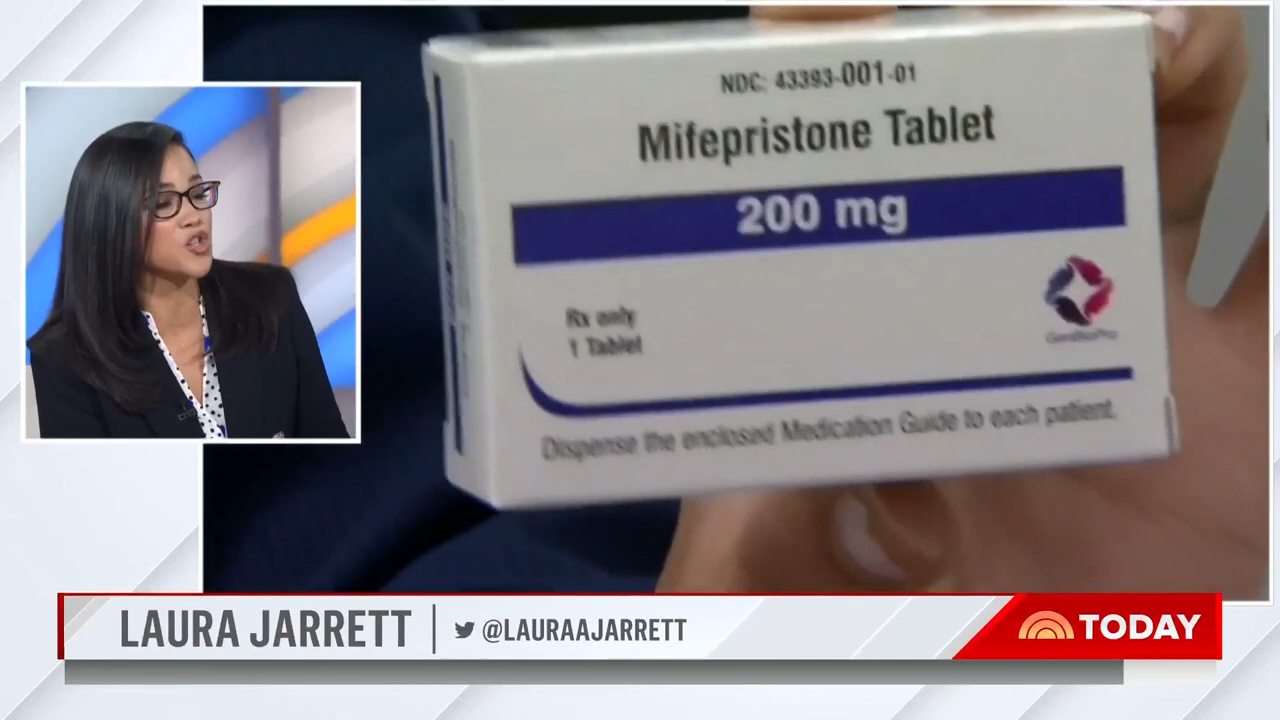 NDC: 43393-001-01
Mifepristone Tablet
200 mg
Rx only
1 Tablet
GenBioPro
Dispense the enclosed Medication Guide to each patient.
LAURA JARRETT
@LAURAAJARRETT
TODAY